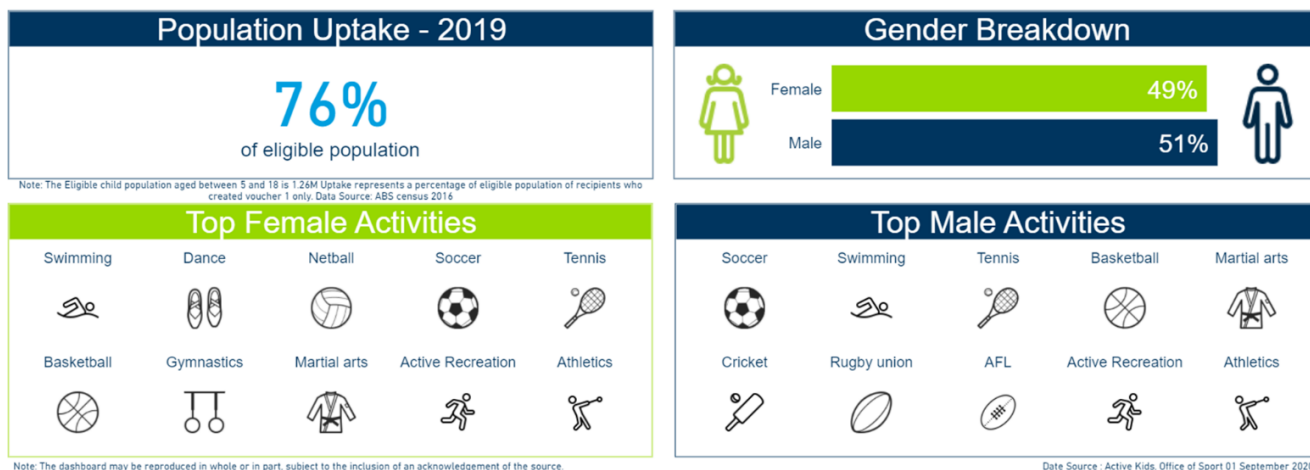 Population Uptake - 2019
76%
of eligible population
Note: The Eligible child population aged between 5 and 18 is 1.26M Uptake represents a percentage of eligible population of recipients who
created voucher 1 only. Data Source: ABS census 2016
Gender Breakdown
Female
49%
Male
51%
Top Female Activities
Swimming Dance Netball Soccer Tennis
Basketball Gymnastics Martial arts Active Recreation Athletics
Top Male Activities
Soccer Swimming Tennis Basketball Martial arts
Cricket Rugby union AFL Active Recreation Athletics
Note: The dashboard may be reproduced in whole or in part, subject to the inclusion of an acknowledgement of the source.
Date Source : Active Kids, Office of Sport 01 September